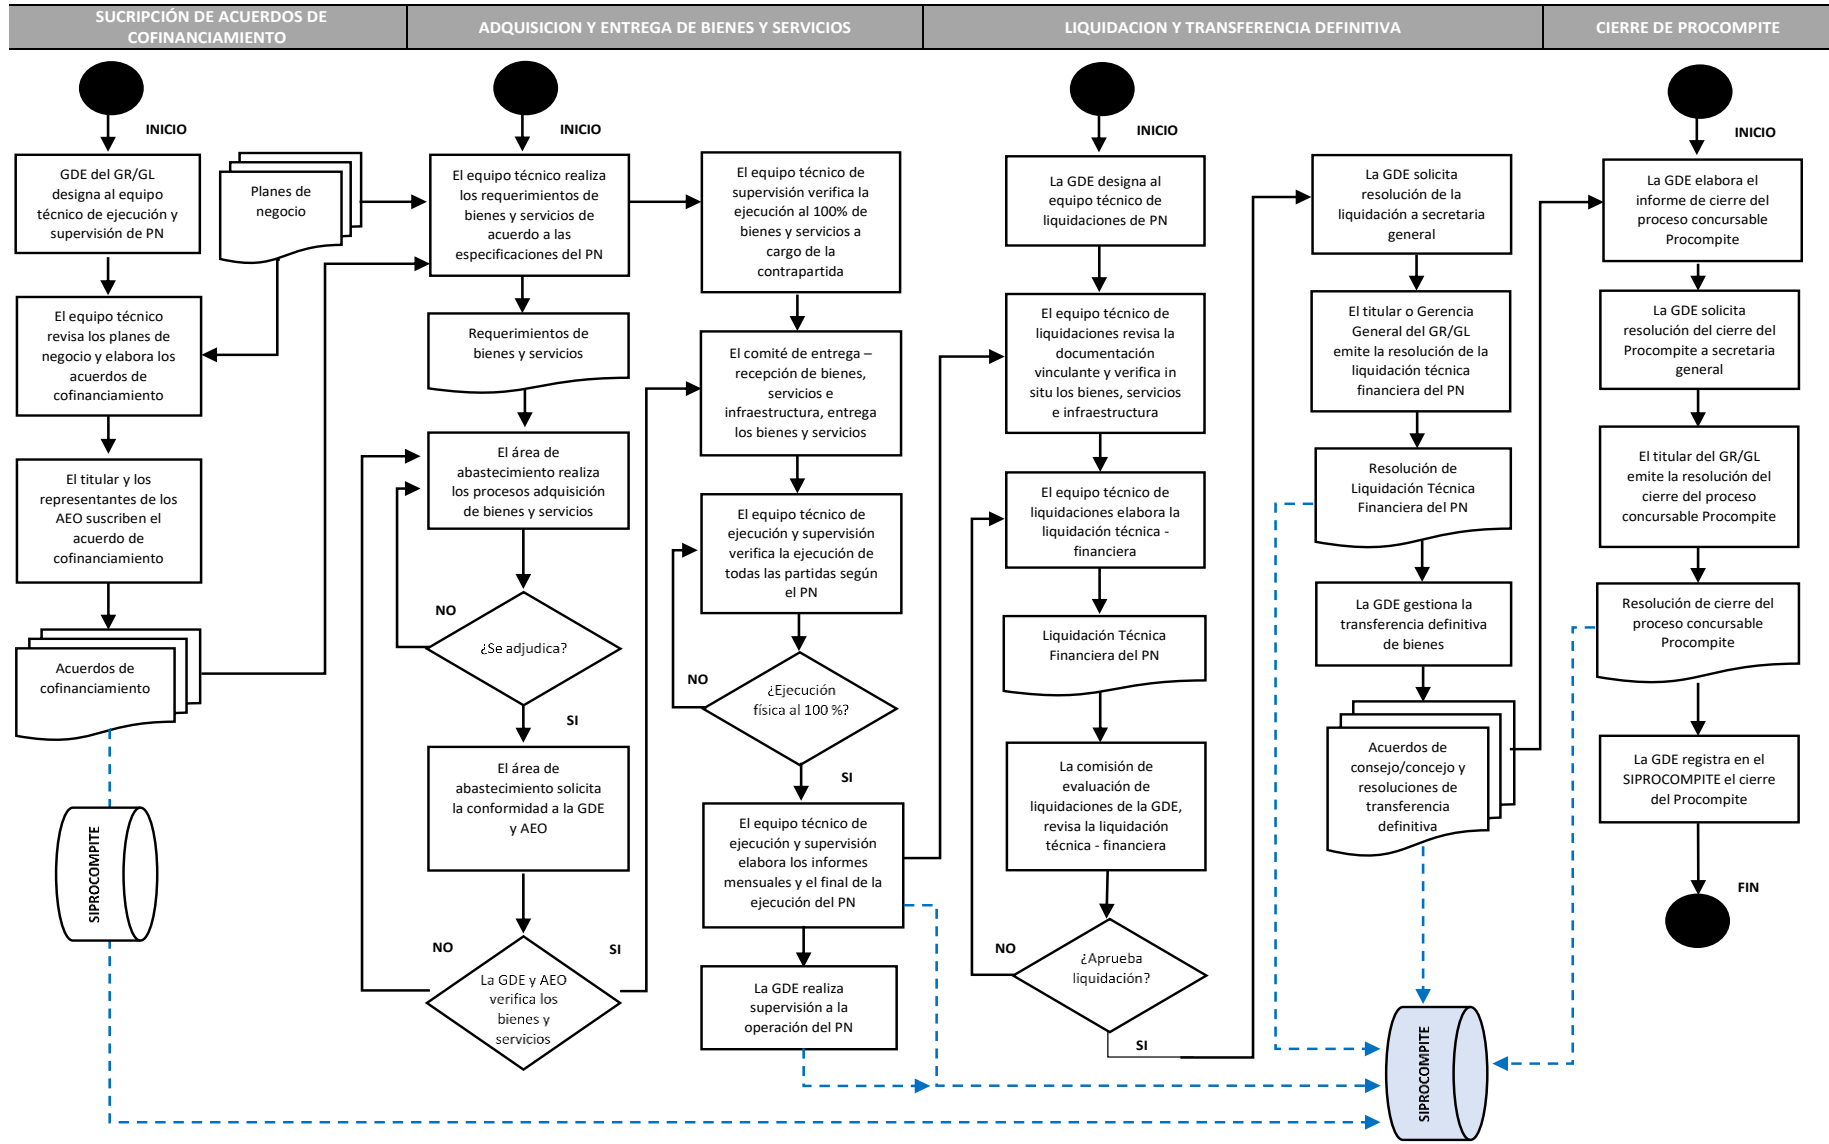 SUCRIPCIÓN DE ACUERDOS DE
COFINANCIAMIENTO
ADQUISICION Y ENTREGA DE BIENES Y SERVICIOS
LIQUIDACION Y TRANSFERENCIA DEFINITIVA
CIERRE DE PROCOMPITE
INICIO
GDE del GR/GL
designa al equipo
técnico de ejecución y
supervisión de PN
Planes de
negocio
El equipo técnico
revisa los planes de
negocio y elabora los
acuerdos de
cofinanciamiento
El titular y los
representantes de los
AEO suscriben el
acuerdo de
cofinanciamiento
Acuerdos de
cofinanciamiento
SIPROCOMPITE
INICIO
El equipo técnico realiza
los requerimientos de
bienes y servicios de
acuerdo a las
especificaciones del PN
Requerimientos de
bienes y servicios
El área de
abastecimiento realiza
los procesos adquisición
de bienes y servicios
NO
¿Se adjudica?
SI
El área de
abastecimiento solicita
la conformidad a la GDE
y AEO
NO
SI
La GDE y AEO
verifica los
bienes y
servicios
El equipo técnico de
supervisión verifica la
ejecución al 100% de
bienes y servicios a
cargo de la
contrapartida
El comité de entrega –
recepción de bienes,
servicios e
infraestructura, entrega
los bienes y servicios
El equipo técnico de
ejecución y supervisión
verifica la ejecución de
todas las partidas según
el PN
NO
¿Ejecución
física al 100 %?
SI
El equipo técnico de
ejecución y supervisión
elabora los informes
mensuales y el final de la
ejecución del PN
La GDE realiza
supervisión a la
operación del PN
INICIO
La GDE designa al
equipo técnico de
liquidaciones de PN
El equipo técnico de
liquidaciones revisa la
documentación
vinculante y verifica in
situ los bienes, servicios
e infraestructura
El equipo técnico de
liquidaciones elabora la
liquidación técnica -
financiera
Liquidación Técnica
Financiera del PN
La comisión de
evaluación de
liquidaciones de la GDE,
revisa la liquidación
técnica - financiera
NO
¿Aprueba
liquidación?
SI
La GDE solicita
resolución de la
liquidación a secretaria
general
El titular o Gerencia
General del GR/GL
emite la resolución de la
liquidación técnica
financiera del PN
Resolución de
Liquidación Técnica
Financiera del PN
La GDE gestiona la
transferencia definitiva
de bienes
Acuerdos de
consejo/concejo y
resoluciones de
transferencia
definitiva
SIPROCOMPITE
INICIO
La GDE elabora el
informe de cierre del
proceso concursable
Procompite
La GDE solicita
resolución del cierre del
Procompite a secretaria
general
El titular del GR/GL
emite la resolución del
cierre del proceso
concursable Procompite
Resolución de cierre del
proceso concursable
Procompite
La GDE registra en el
SIPROCOMPITE el cierre
del Procompite
FIN